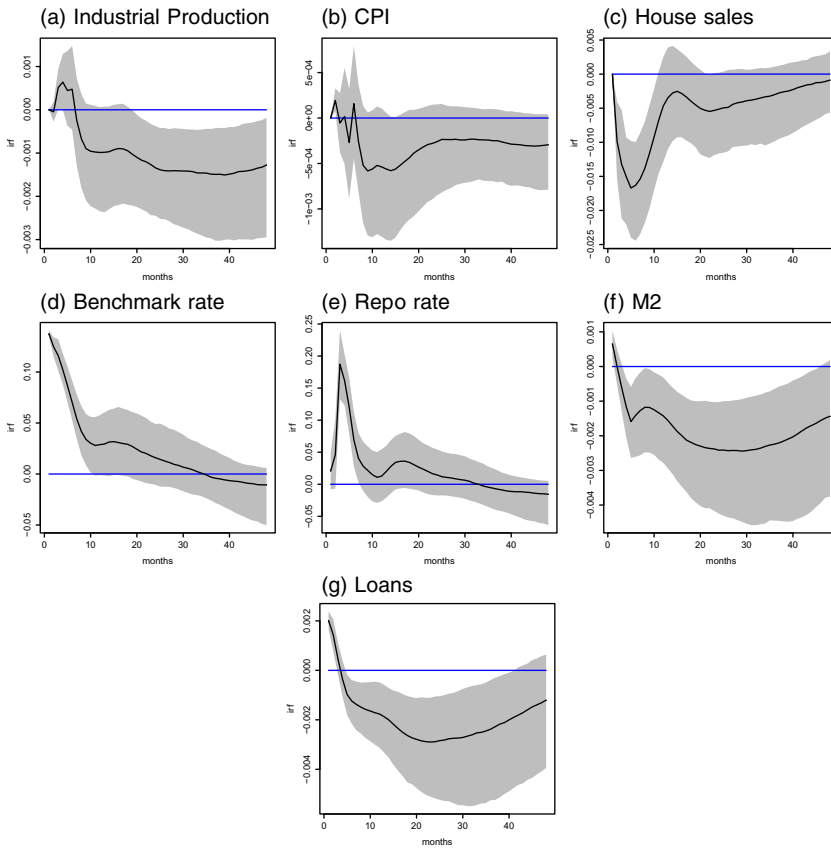 (a) Industrial Production
irf
0.001
0.000
−0.001
−0.002
−0.003
0 10 20 30 40
months
(b) CPI
irf
5e−04
0e+00
−5e−04
−1e−03
0 10 20 30 40
months
(c) House sales
irf
0.005
0.000
−0.005
−0.010
−0.015
−0.020
−0.025
0 10 20 30 40
months
(d) Benchmark rate
irf
0.10
0.05
0.00
−0.05
0 10 20 30 40
months
(e) Repo rate
irf
0.25
0.20
0.15
0.10
0.05
0.00
−0.05
0 10 20 30 40
months
(f) M2
irf
0.001
0.000
−0.001
−0.002
−0.003
−0.004
0 10 20 30 40
months
(g) Loans
irf
0.002
0.000
−0.002
−0.004
0 10 20 30 40
months